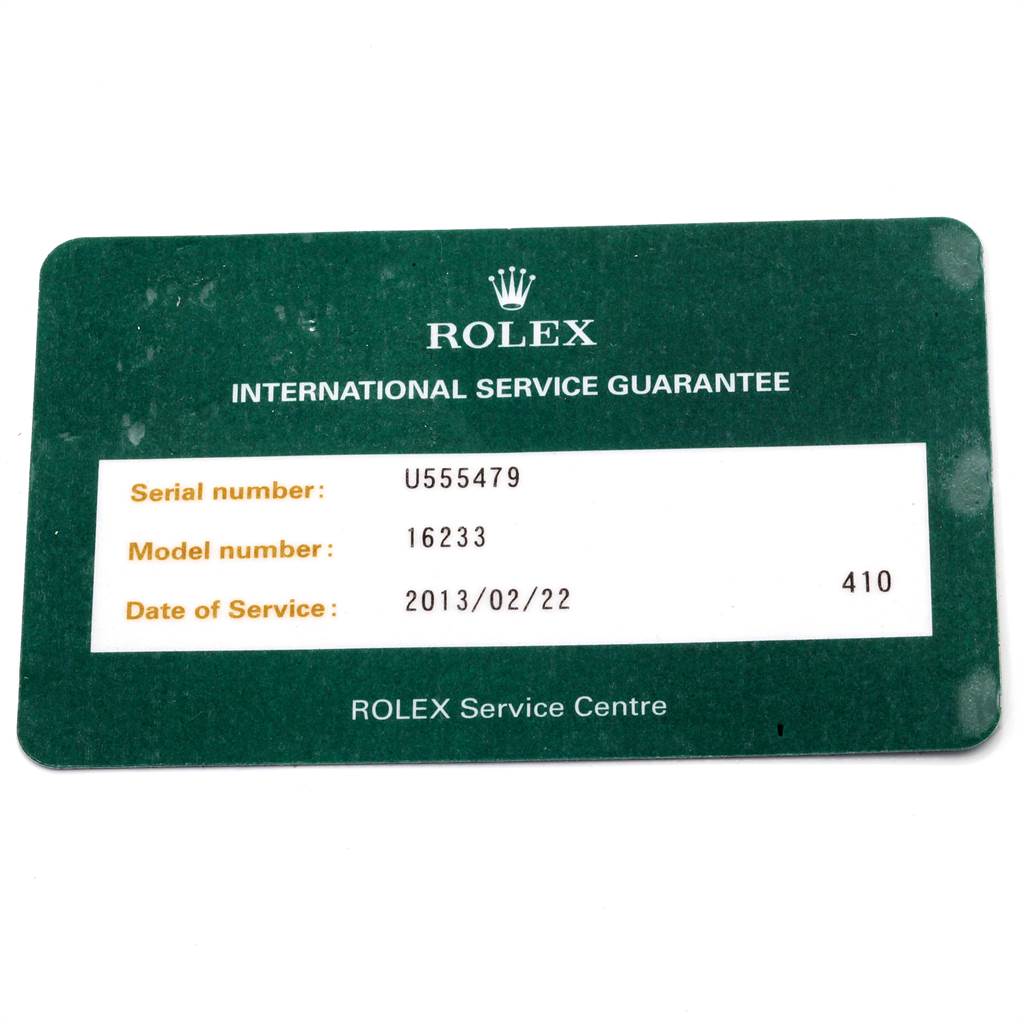 ROLEX
INTERNATIONAL SERVICE GUARANTEE
Serial number: U555479
Model number: 16233
Date of Service: 2013/02/22 410
ROLEX Service Centre